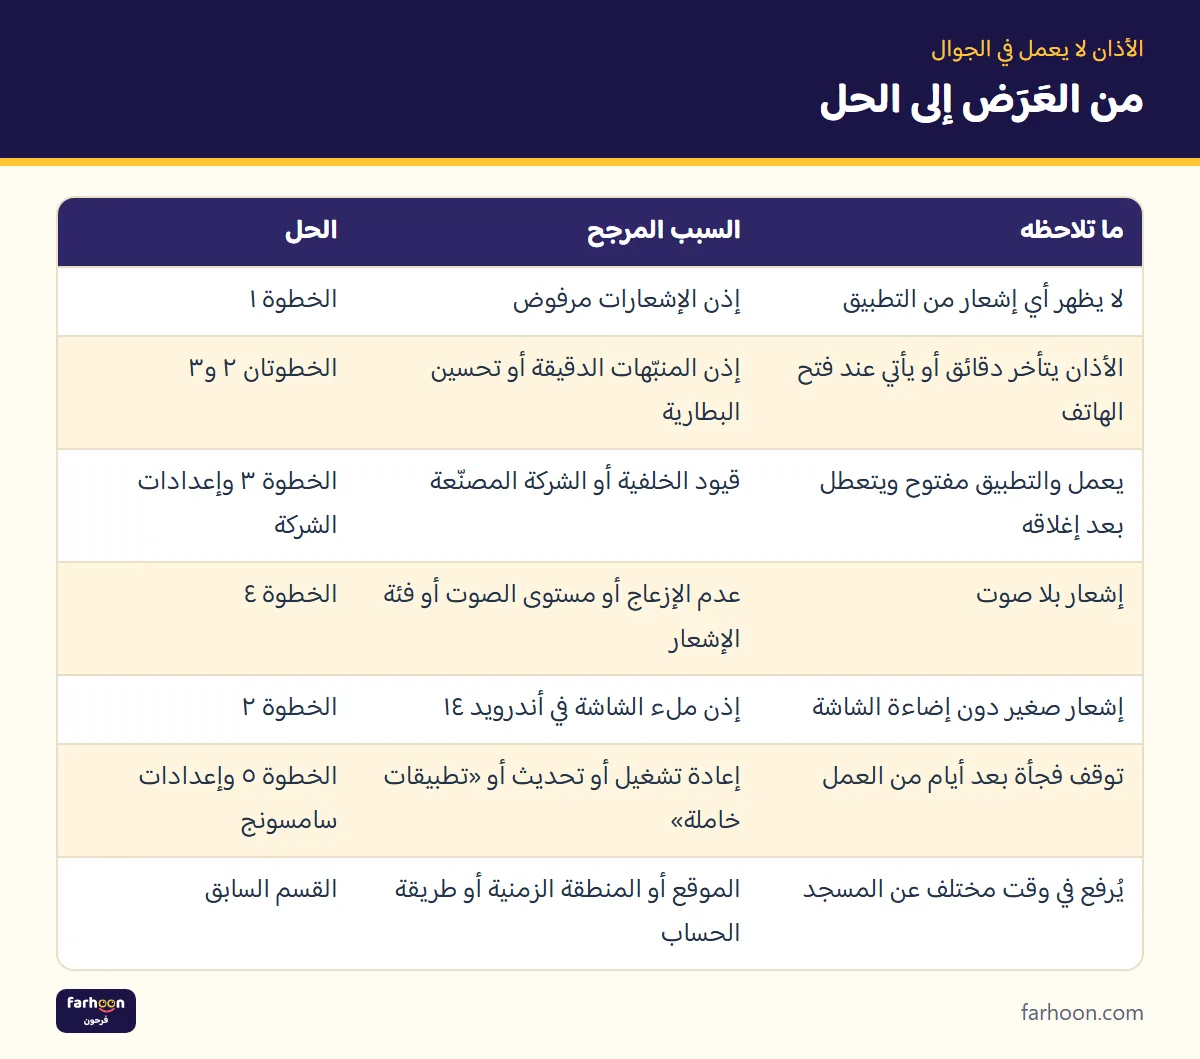 الأذان لا يعمل في الجوال
من العَرَض إلى الحل
ما تلاحظه	السبب المرجح	الحل
لا يظهر أي إشعار من التطبيق	إذن الإشعارات مرفوض	الخطوة ١
الأذان يتأخر دقائق أو يأتي عند فتح	إذن المنبّهات الدقيقة أو تحسين	الخطوتان ٢ و٣
الهاتف	البطارية
يعمل والتطبيق مفتوح ويتعطل	قيود الخلفية أو الشركة المصنّعة	الخطوة ٣ وإعدادات
بعد إغلاقه	الشركة
إشعار بلا صوت	عدم الإزعاج أو مستوى الصوت أو فئة	الخطوة ٤
الإشعار
إشعار صغير دون إضاءة الشاشة	إذن ملء الشاشة في أندرويد ١٤	الخطوة ٢
توقف فجأة بعد أيام من العمل	إعادة تشغيل أو تحديث أو «تطبيقات	الخطوة ٥ وإعدادات
خاملة»	سامسونج
يُرفع في وقت مختلف عن المسجد	الموقع أو المنطقة الزمنية أو طريقة	القسم السابق
الحساب
farhoon.com
farhoon
فرحون